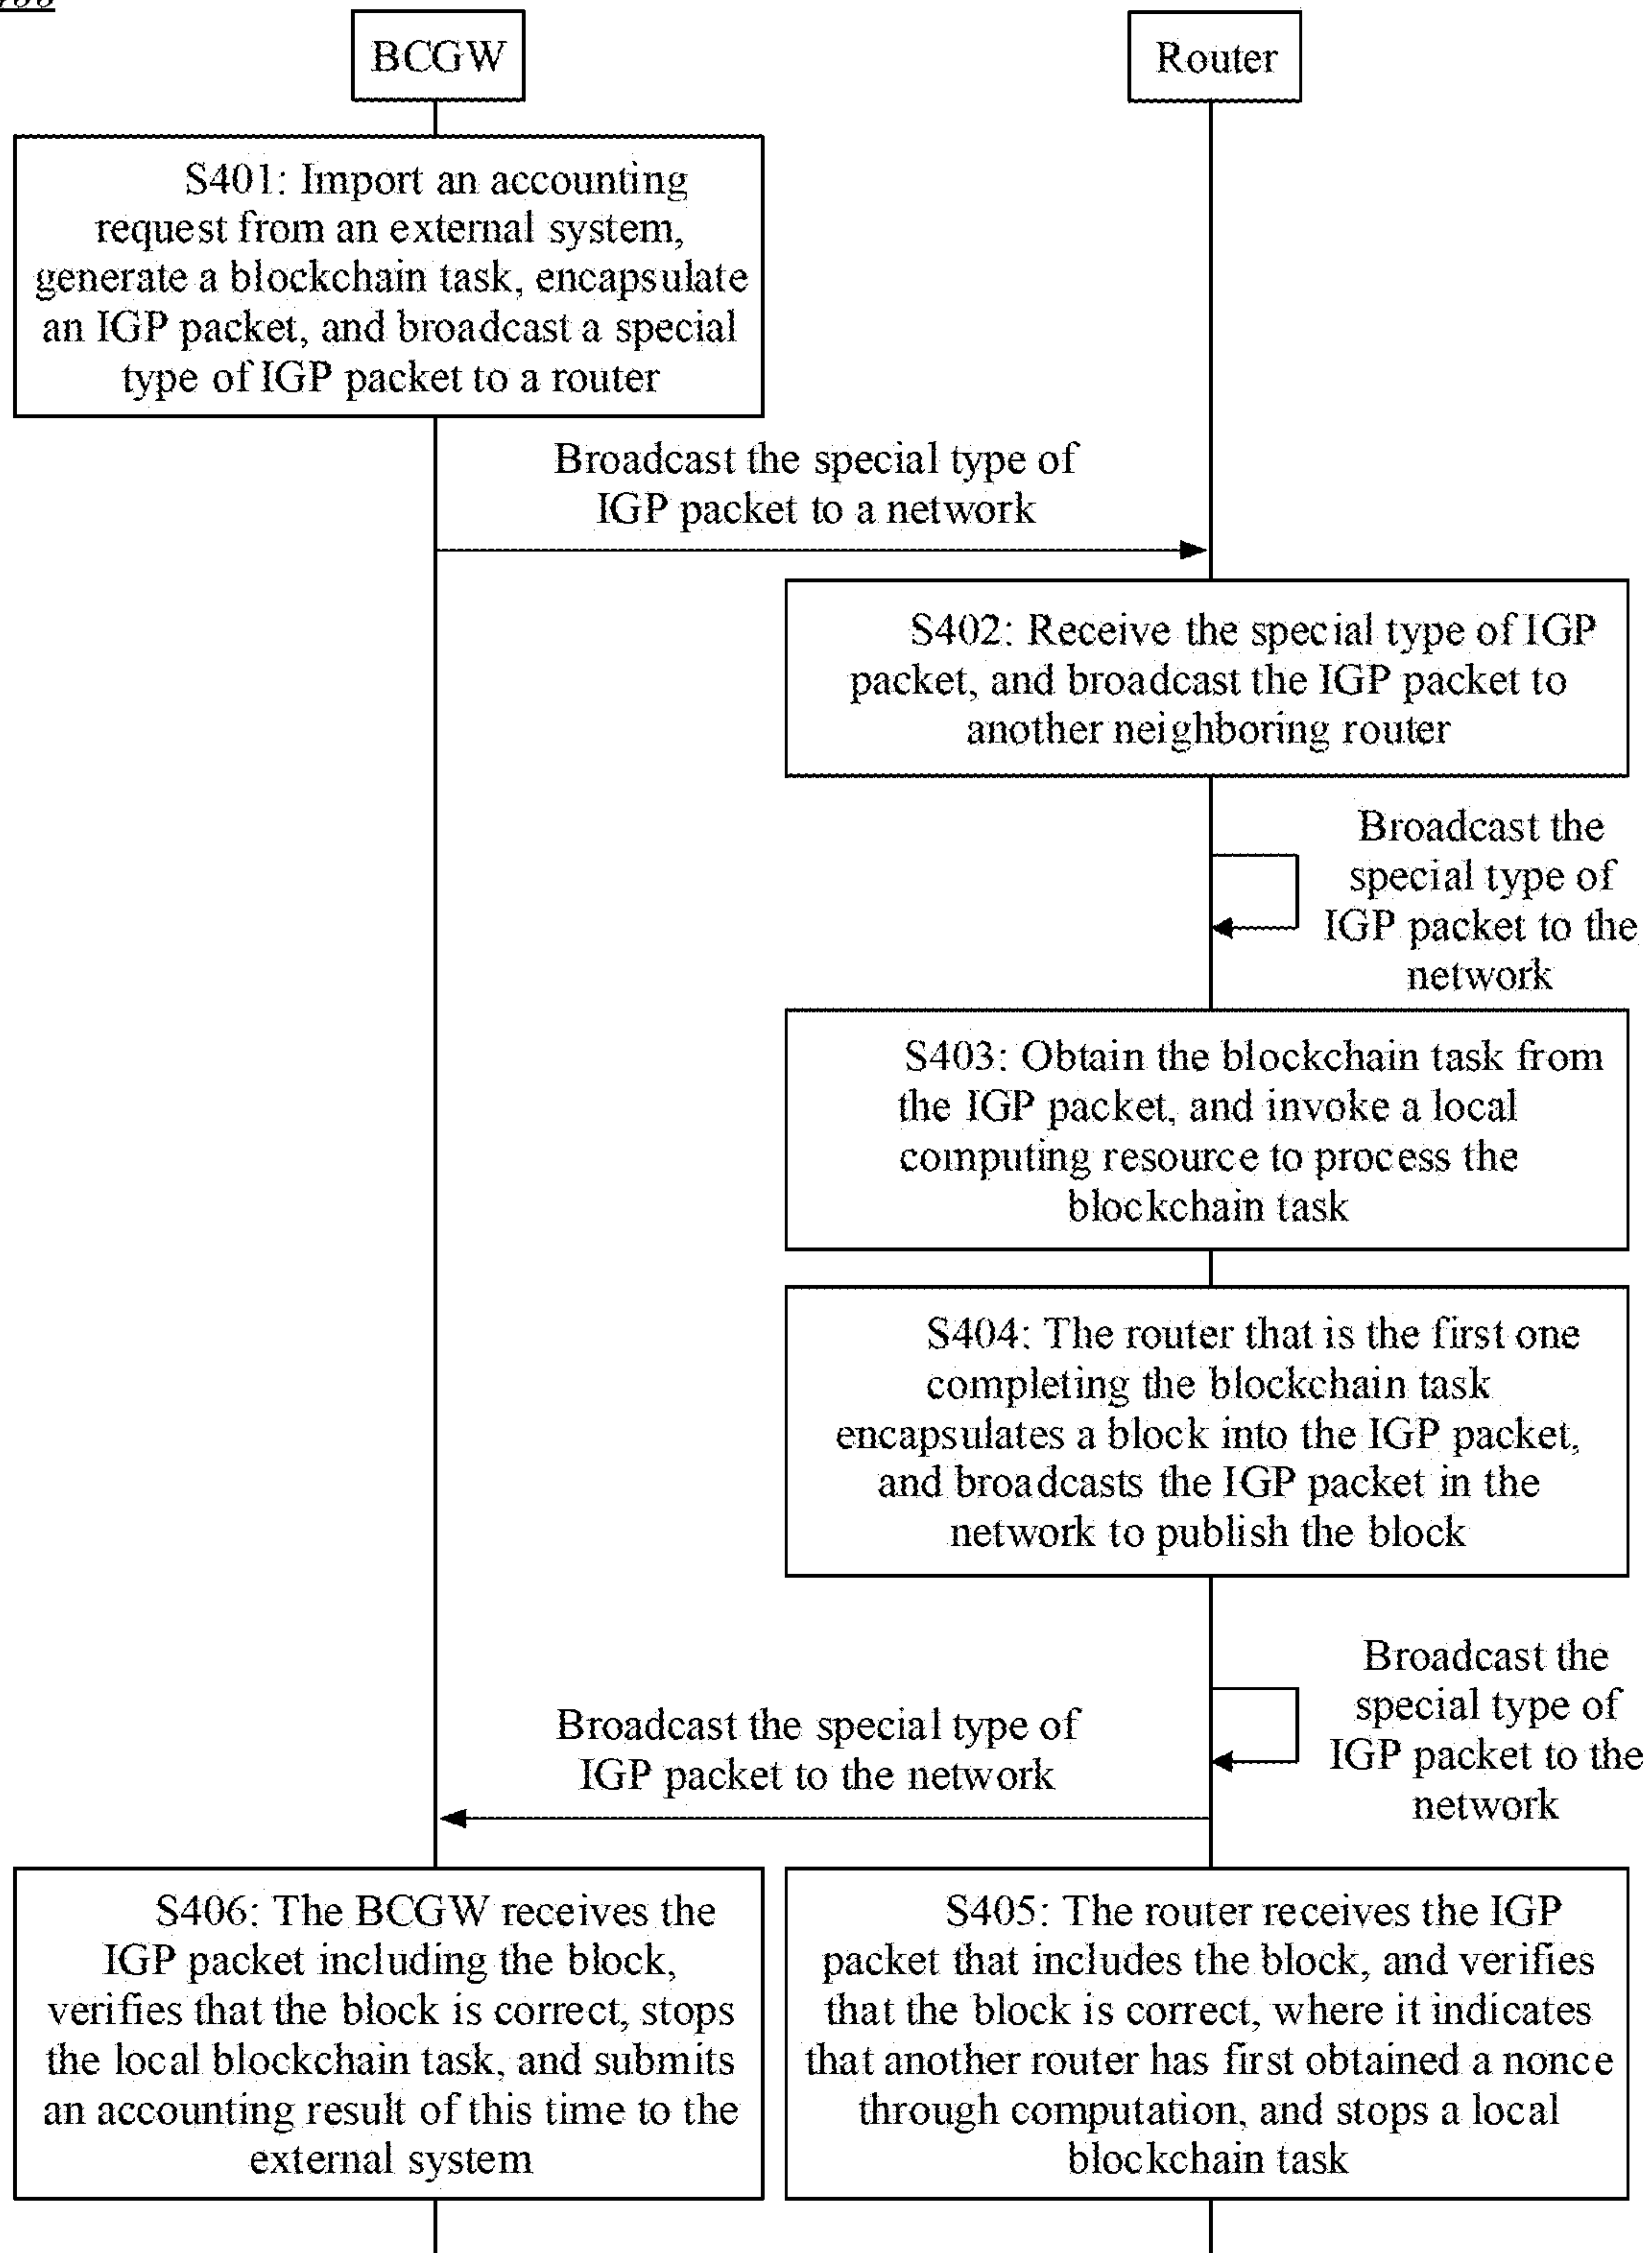 BCGW
Router
S401: Import an accounting
request from an external system,
generate a blockchain task, encapsulate
an IGP packet, and broadcast a special
type of IGP packet to a router
Broadcast the special type of
IGP packet to a network
S402: Receive the special type of IGP
packet, and broadcast the IGP packet to
another neighboring router
Broadcast the
special type of
IGP packet to the
network
S403: Obtain the blockchain task from
the IGP packet, and invoke a local
computing resource to process the
blockchain task
S404: The router that is the first one
completing the blockchain task
encapsulates a block into the IGP packet,
and broadcasts the IGP packet in the
network to publish the block
Broadcast the
special type of
IGP packet to the
network
Broadcast the special type of
IGP packet to the network
S406: The BCGW receives the
IGP packet including the block,
verifies that the block is correct, stops
the local blockchain task, and submits
an accounting result of this time to the
external system
S405: The router receives the IGP
packet that includes the block, and verifies
that the block is correct, where it indicates
that another router has first obtained a nonce
through computation, and stops a local
blockchain task